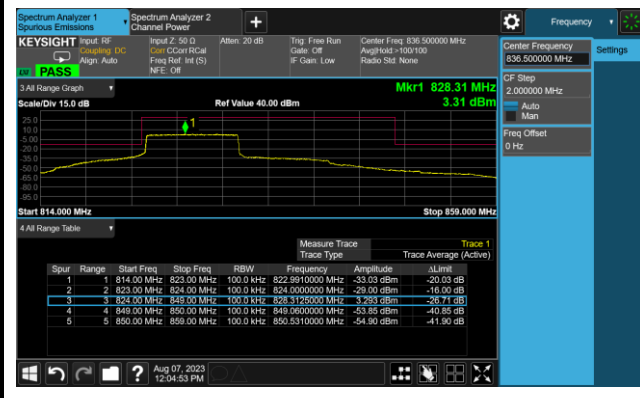 Spectrum Analyzer 1
Spurious Emissions
Spectrum Analyzer 2
Channel Power
+
Frequency
KEYSIGHT
Input: RF
Coupling: DC
Align: Auto
Input Z: 50 Ω
Corr CCorr RCal
Freq Ref: Int (S)
NFE: Off
Atten: 20 dB
Trig: Free Run
Gate: Off
IF Gain: Low
Center Freq: 836.500000 MHz
Avg|Hold:>100/100
Radio Std: None
PASS
Center Frequency
836.500000 MHz
Settings
CF Step
2.000000 MHz
Auto
Man
Freq Offset
0 Hz
3 All Range Graph
Mkr1 828.31 MHz
Scale/Div 15.0 dB
Ref Value 40.00 dBm
3.31 dBm
1
25.0
10.0
-5.00
-20.0
-35.0
-50.0
-65.0
-80.0
-95.0
Start 814.000 MHz
Stop 859.000 MHz
4 All Range Table
Measure Trace Trace 1
Trace Type Trace Average (Active)
Spur Range Start Freq Stop Freq RBW Frequency Amplitude ΔLimit
1 1 814.00 MHz 823.00 MHz 100.0 kHz 822.9910000 MHz -33.03 dBm -20.03 dB
2 2 823.00 MHz 824.00 MHz 100.0 kHz 824.0000000 MHz -29.00 dBm -16.00 dB
3 3 824.00 MHz 849.00 MHz 100.0 kHz 828.3125000 MHz 3.293 dBm -26.71 dB
4 4 849.00 MHz 850.00 MHz 100.0 kHz 849.0600000 MHz -53.85 dBm -40.85 dB
5 5 850.00 MHz 859.00 MHz 100.0 kHz 850.5310000 MHz -54.90 dBm -41.90 dB
?
Aug 07, 2023
12:04:53 PM